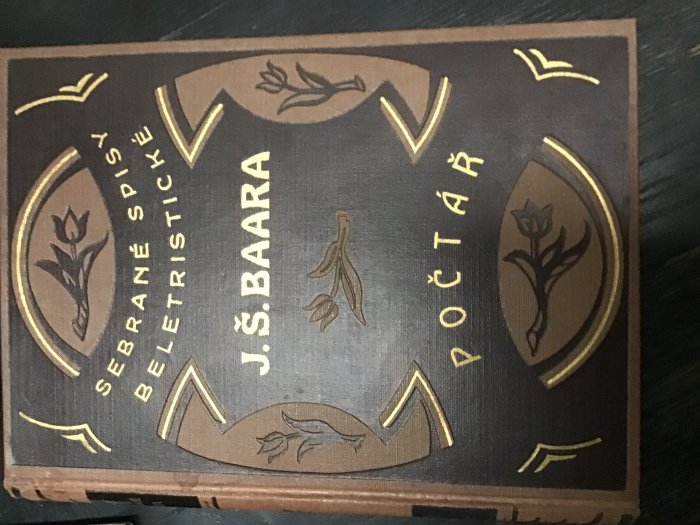 SEBRANÉ SPISY
BELETRISTICKÉ
J.Š.BAARA
POČTÁŘ